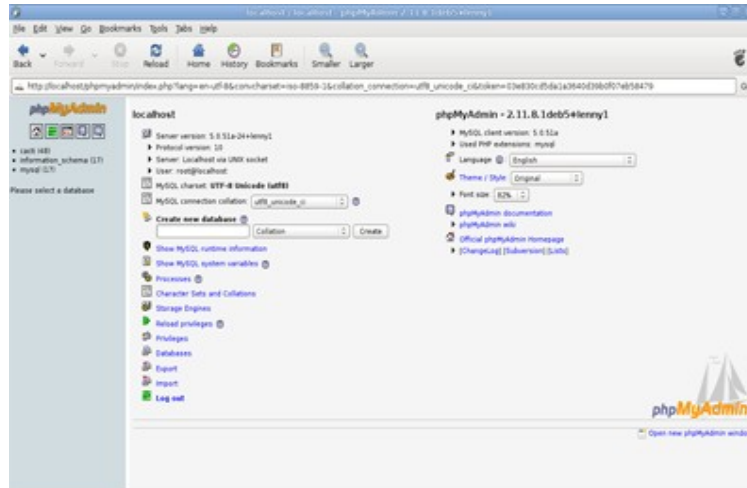 localhost / localhost - phpMyAdmin 2.11.8.1deb5+lenny1
File Edit View Go Bookmarks Tools Tabs Help
Back Forward Stop Reload Home History Bookmarks Smaller Larger
phpMyAdmin
cacti (48)
information_schema (17)
mysql (17)
Please select a database
localhost
Server version: 5.0.51a-24+lenny1
Protocol version: 10
Server: Localhost via UNIX socket
User: root@localhost
MySQL charset: UTF-8 Unicode (utf8)
MySQL connection collation: utf8_unicode_ci
Create new database
Collation Create
Show MySQL runtime information
Show MySQL system variables
Processes
Character Sets and Collations
Storage Engines
Reload privileges
Privileges
Databases
Export
Import
Log out
phpMyAdmin - 2.11.8.1deb5+lenny1
MySQL client version: 5.0.51a
Used PHP extensions: mysql
Language: English
Theme / Style: Original
Font size: 82%
phpMyAdmin documentation
phpMyAdmin wiki
Official phpMyAdmin Homepage
[ChangeLog] [Subversion] [Lists]
phpMyAdmin
Open new phpMyAdmin window